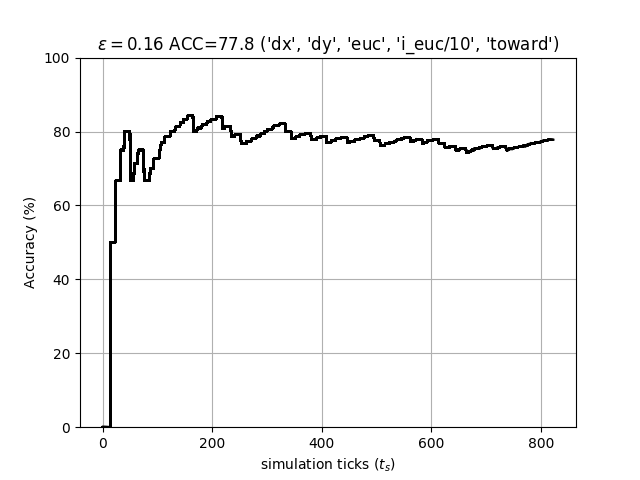 ε = 0.16 ACC=77.8 ('dx', 'dy', 'euc', 'i_euc/10', 'toward')
100
80
60
40
20
0
Accuracy (%)
0 200 400 600 800
simulation ticks (tₛ)